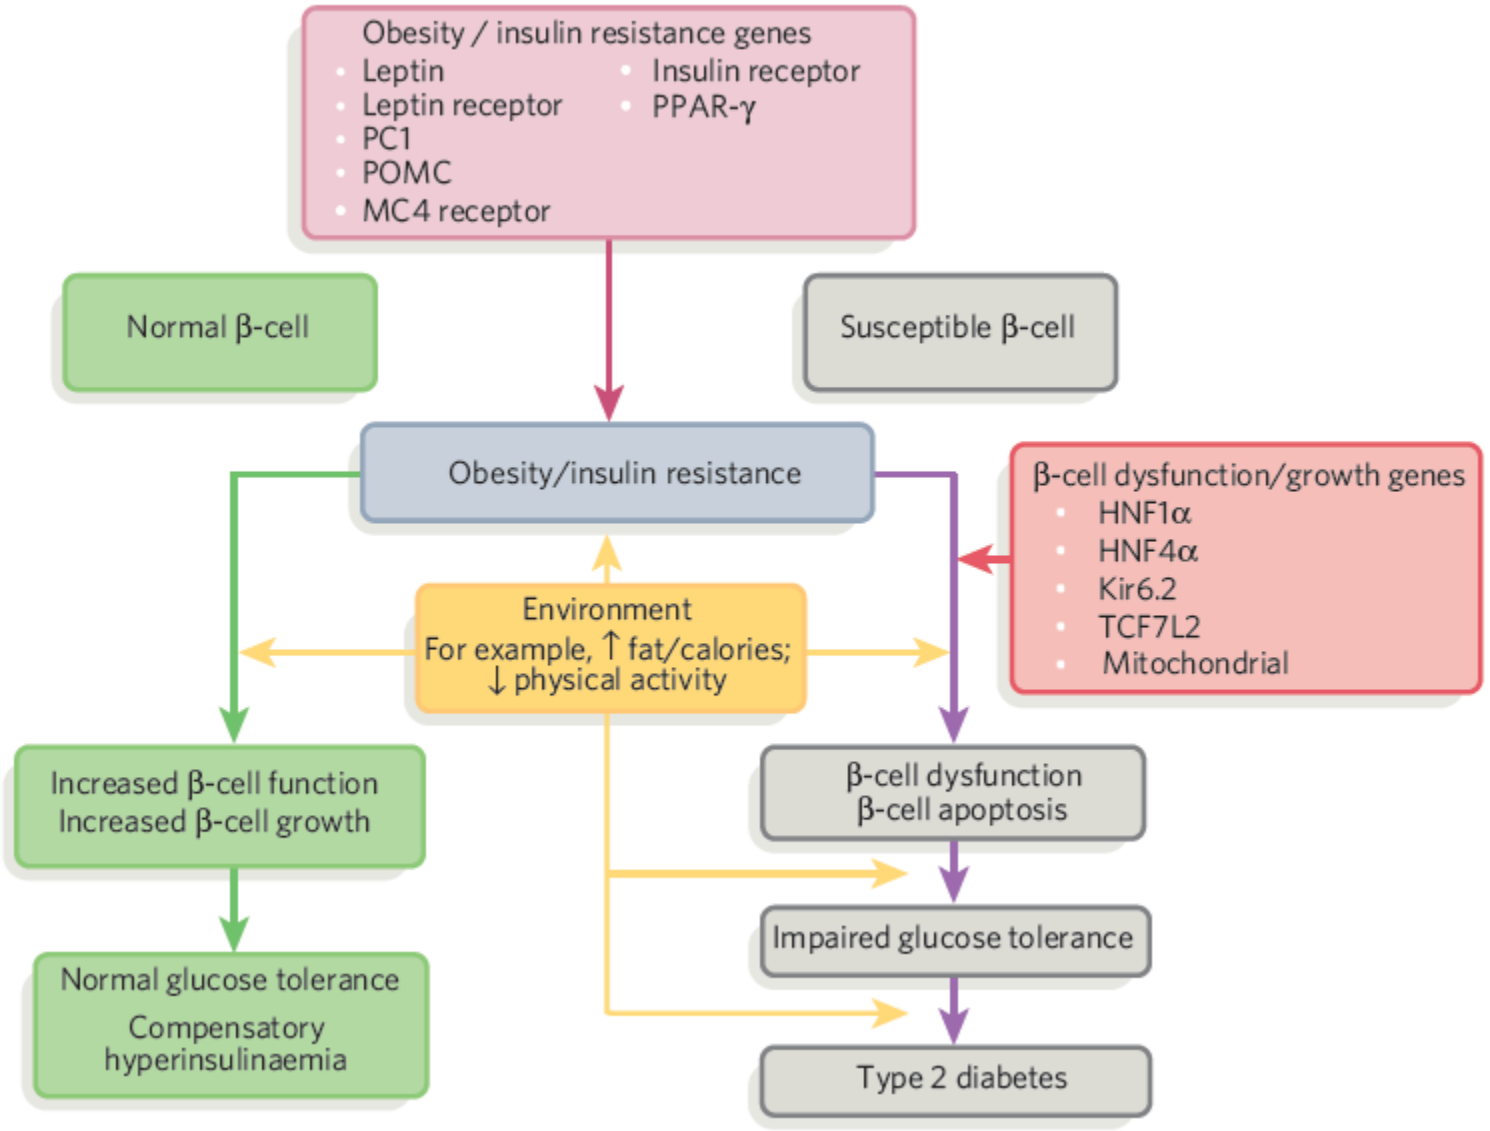 Obesity / insulin resistance genes
• Leptin
• Leptin receptor
• PC1
• POMC
• MC4 receptor
• Insulin receptor
• PPAR-γ
Normal β-cell
Susceptible β-cell
Obesity/insulin resistance
β-cell dysfunction/growth genes
• HNF1α
• HNF4α
• Kir6.2
• TCF7L2
• Mitochondrial
Environment
For example, ↑ fat/calories;
↓ physical activity
Increased β-cell function
Increased β-cell growth
β-cell dysfunction
β-cell apoptosis
Impaired glucose tolerance
Normal glucose tolerance
Compensatory
hyperinsulinaemia
Type 2 diabetes